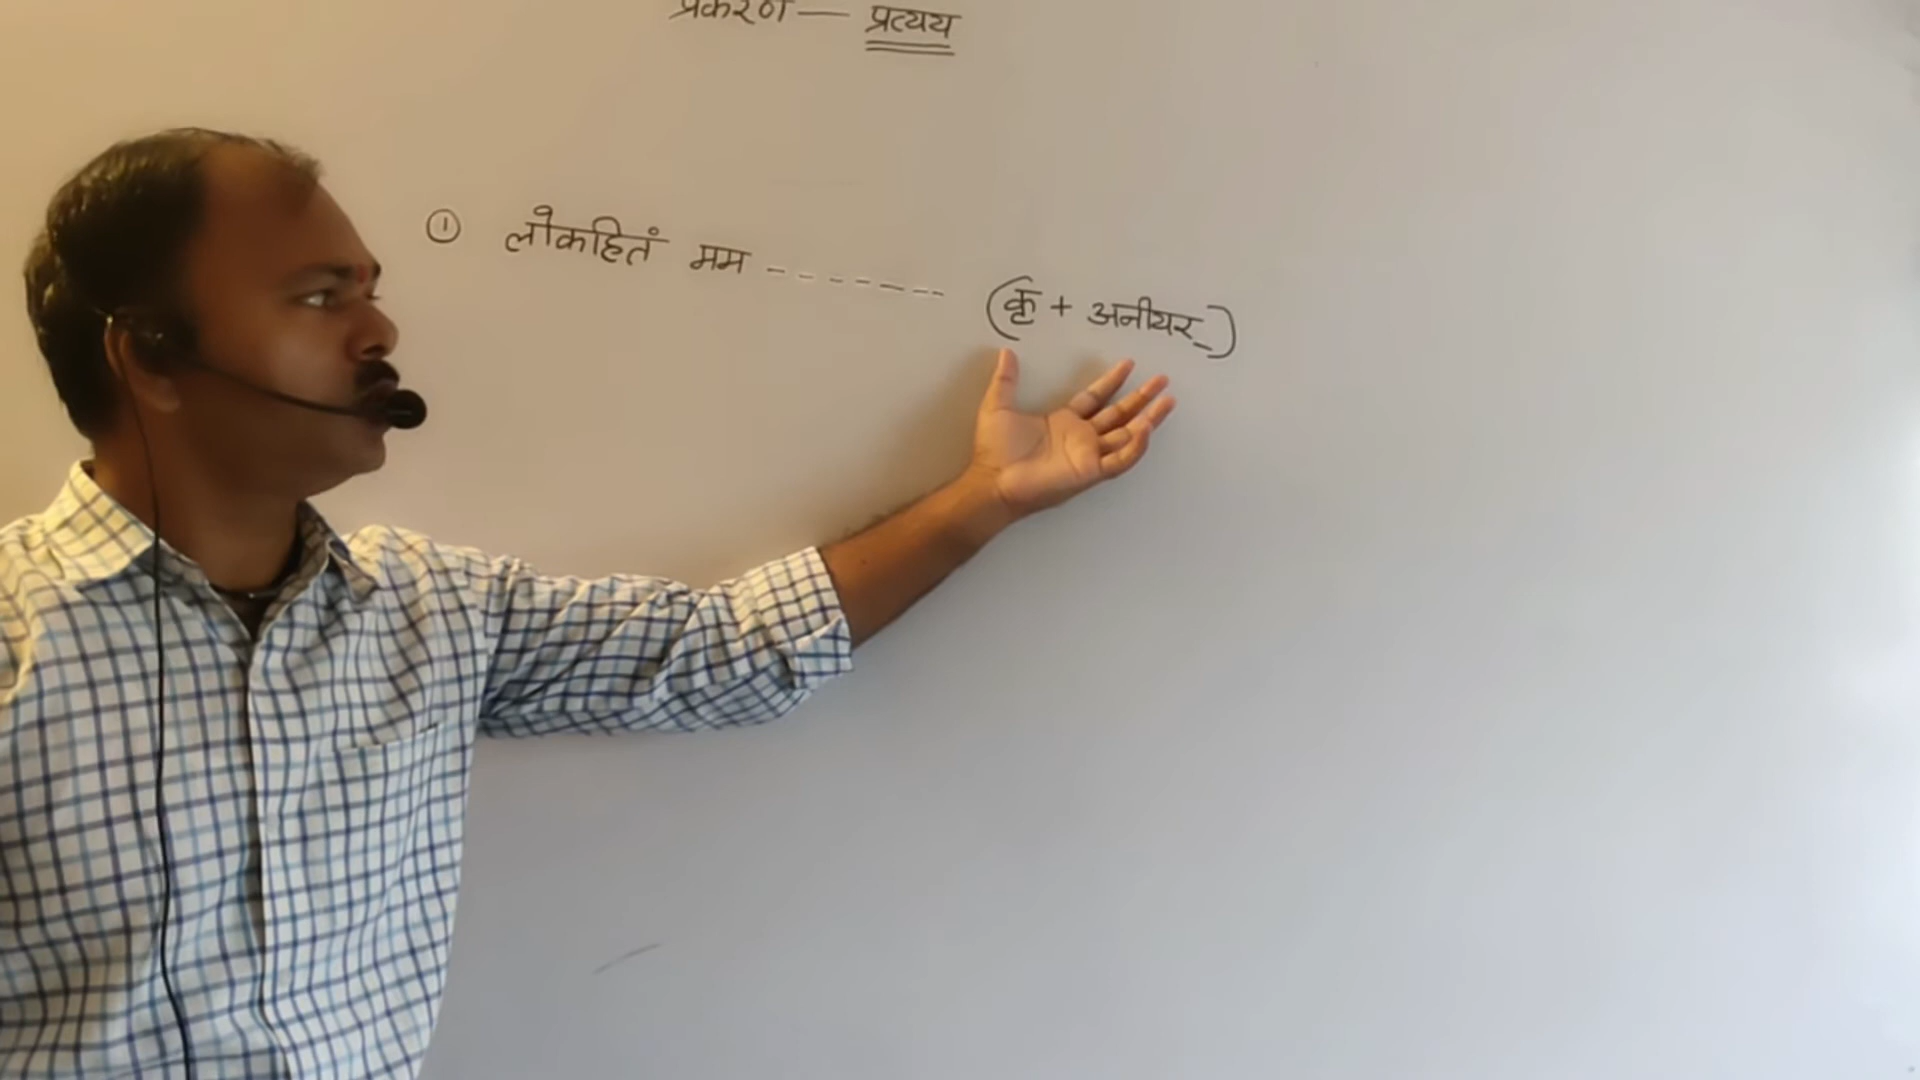 प्रकरण — प्रत्यय
① लोकहितं मम ------- (कृ + अनीयर्)